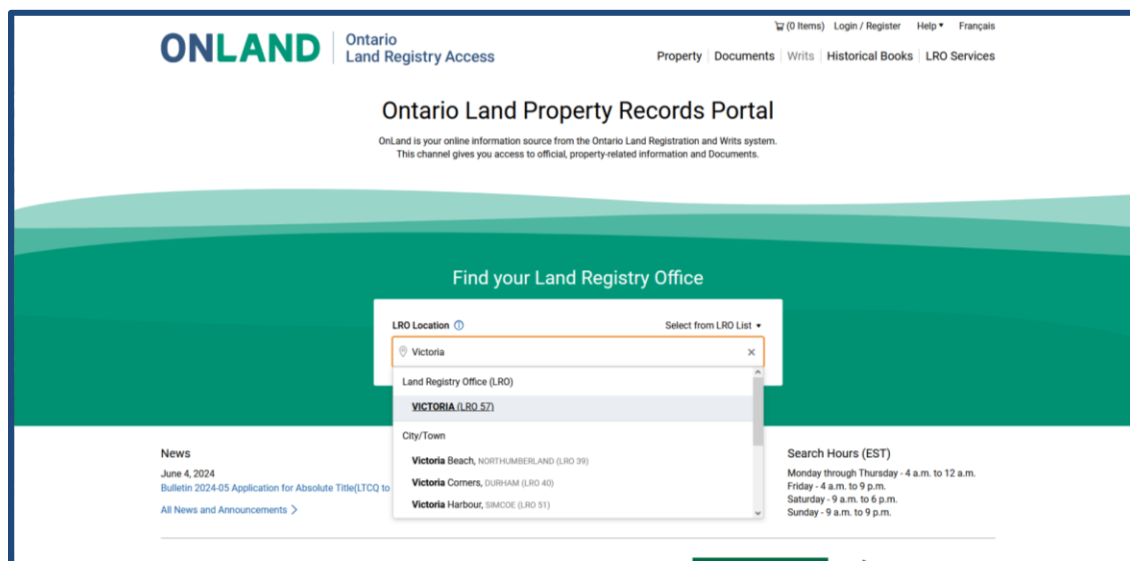 (0 Items) Login / Register Help Français
ONLAND
Ontario
Land Registry Access
Property Documents Writs Historical Books LRO Services
Ontario Land Property Records Portal
OnLand is your online information source from the Ontario Land Registration and Writs system.
This channel gives you access to official, property-related information and Documents.
Find your Land Registry Office
LRO Location Select from LRO List
Victoria
Land Registry Office (LRO)
VICTORIA (LRO 57)
City/Town
Victoria Beach, NORTHUMBERLAND (LRO 39)
Victoria Corners, DURHAM (LRO 40)
Victoria Harbour, SIMCOE (LRO 51)
News
June 4, 2024
Bulletin 2024-05 Application for Absolute Title(LTCQ to
All News and Announcements
Search Hours (EST)
Monday through Thursday - 4 a.m. to 12 a.m.
Friday - 4 a.m. to 9 p.m.
Saturday - 9 a.m. to 6 p.m.
Sunday - 9 a.m. to 9 p.m.